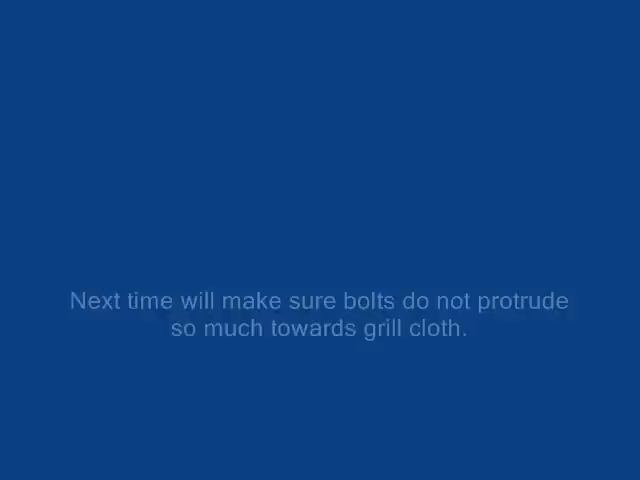 Next time will make sure bolts do not protrude
so much towards grill cloth.